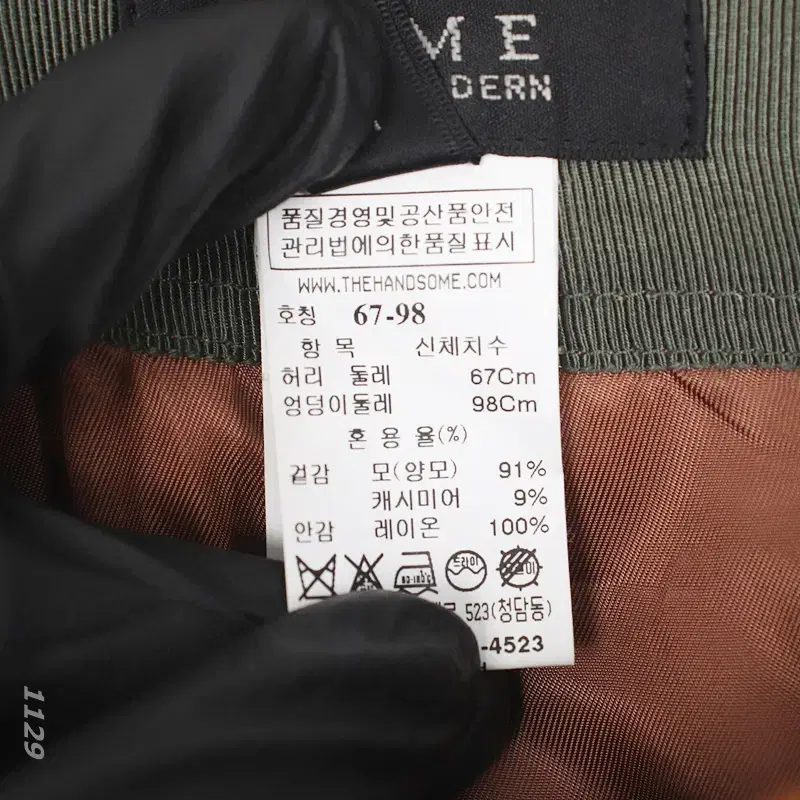 ME
DERN
품질경영및공산품안전
관리법에의한품질표시
WWW.THEHANDSOME.COM
호칭 67-98
항 목 신체치수
허리 둘레 67Cm
엉덩이둘레 98Cm
혼 용 율(%)
겉감 모(양모) 91%
캐시미어 9%
안감 레이온 100%
드라이
523(청담동)
-4523
1129